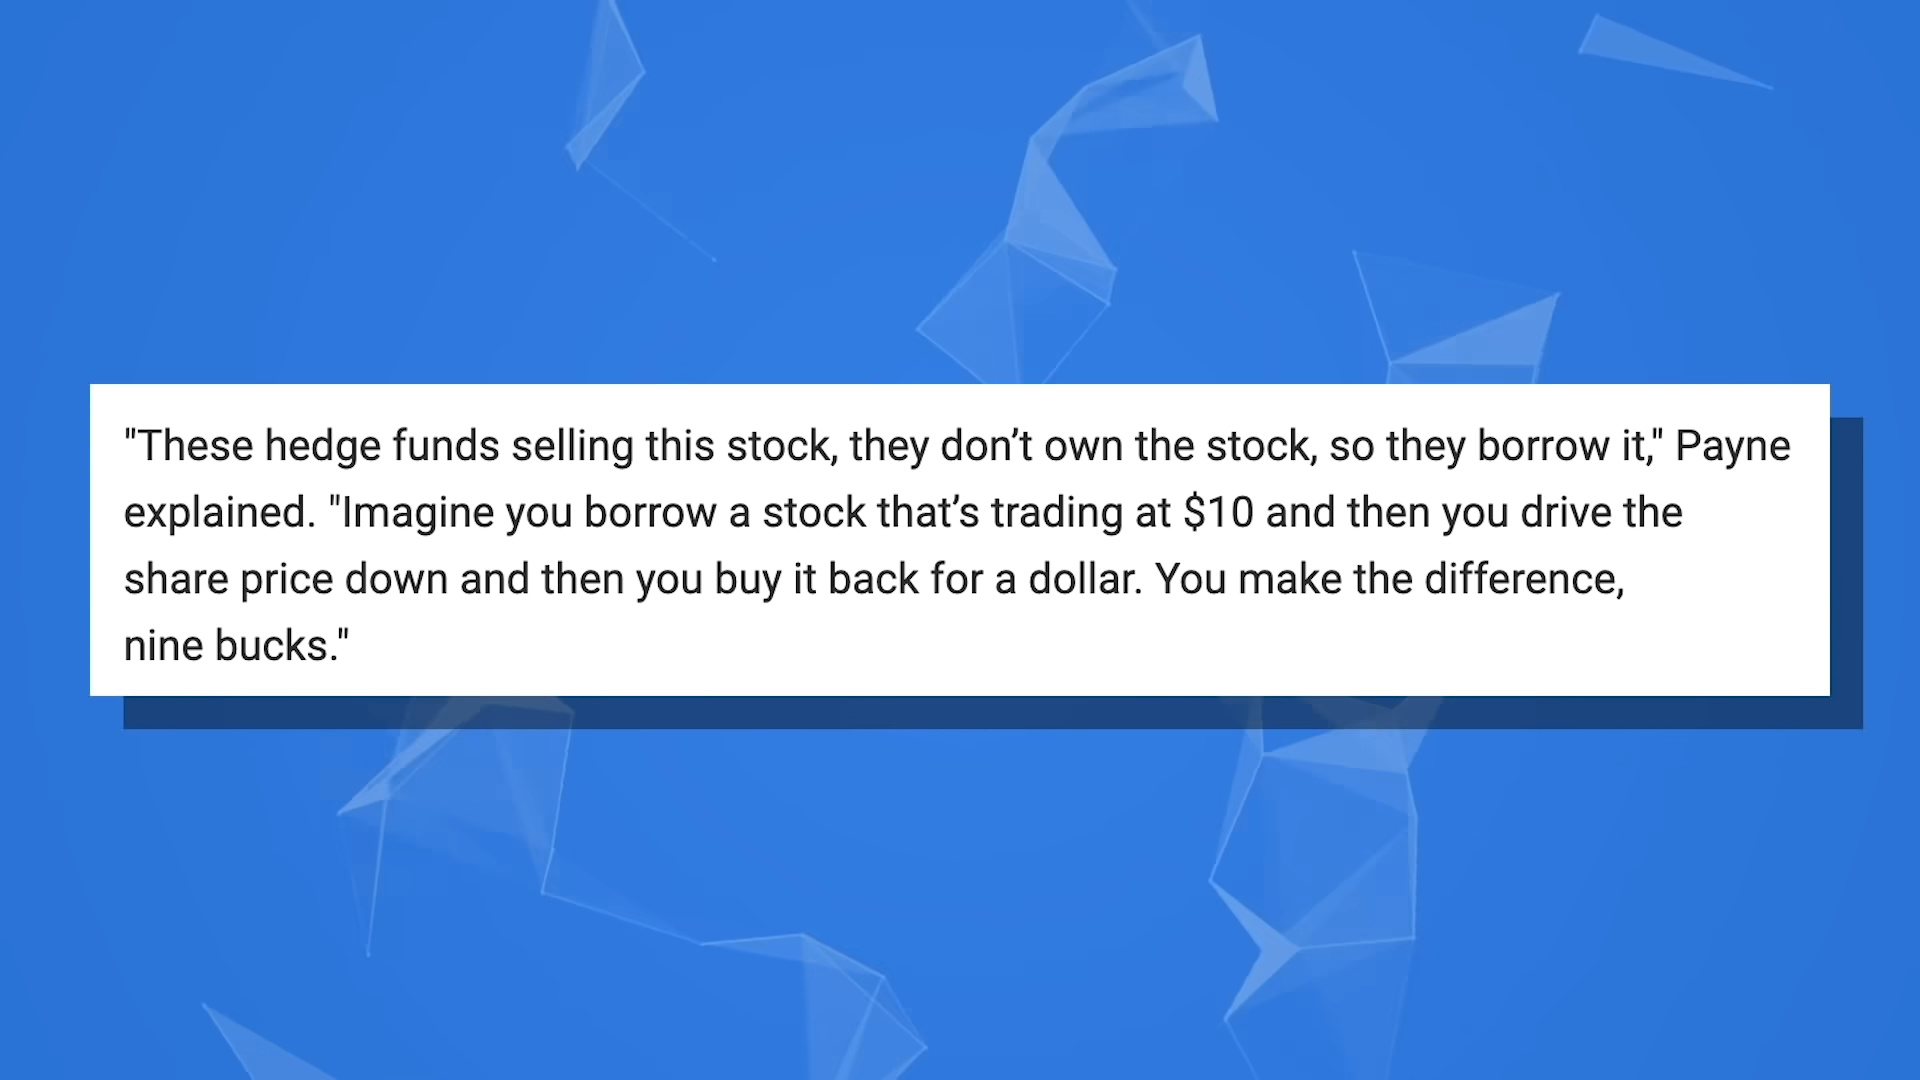 "These hedge funds selling this stock, they don’t own the stock, so they borrow it," Payne
explained. "Imagine you borrow a stock that’s trading at $10 and then you drive the
share price down and then you buy it back for a dollar. You make the difference,
nine bucks."